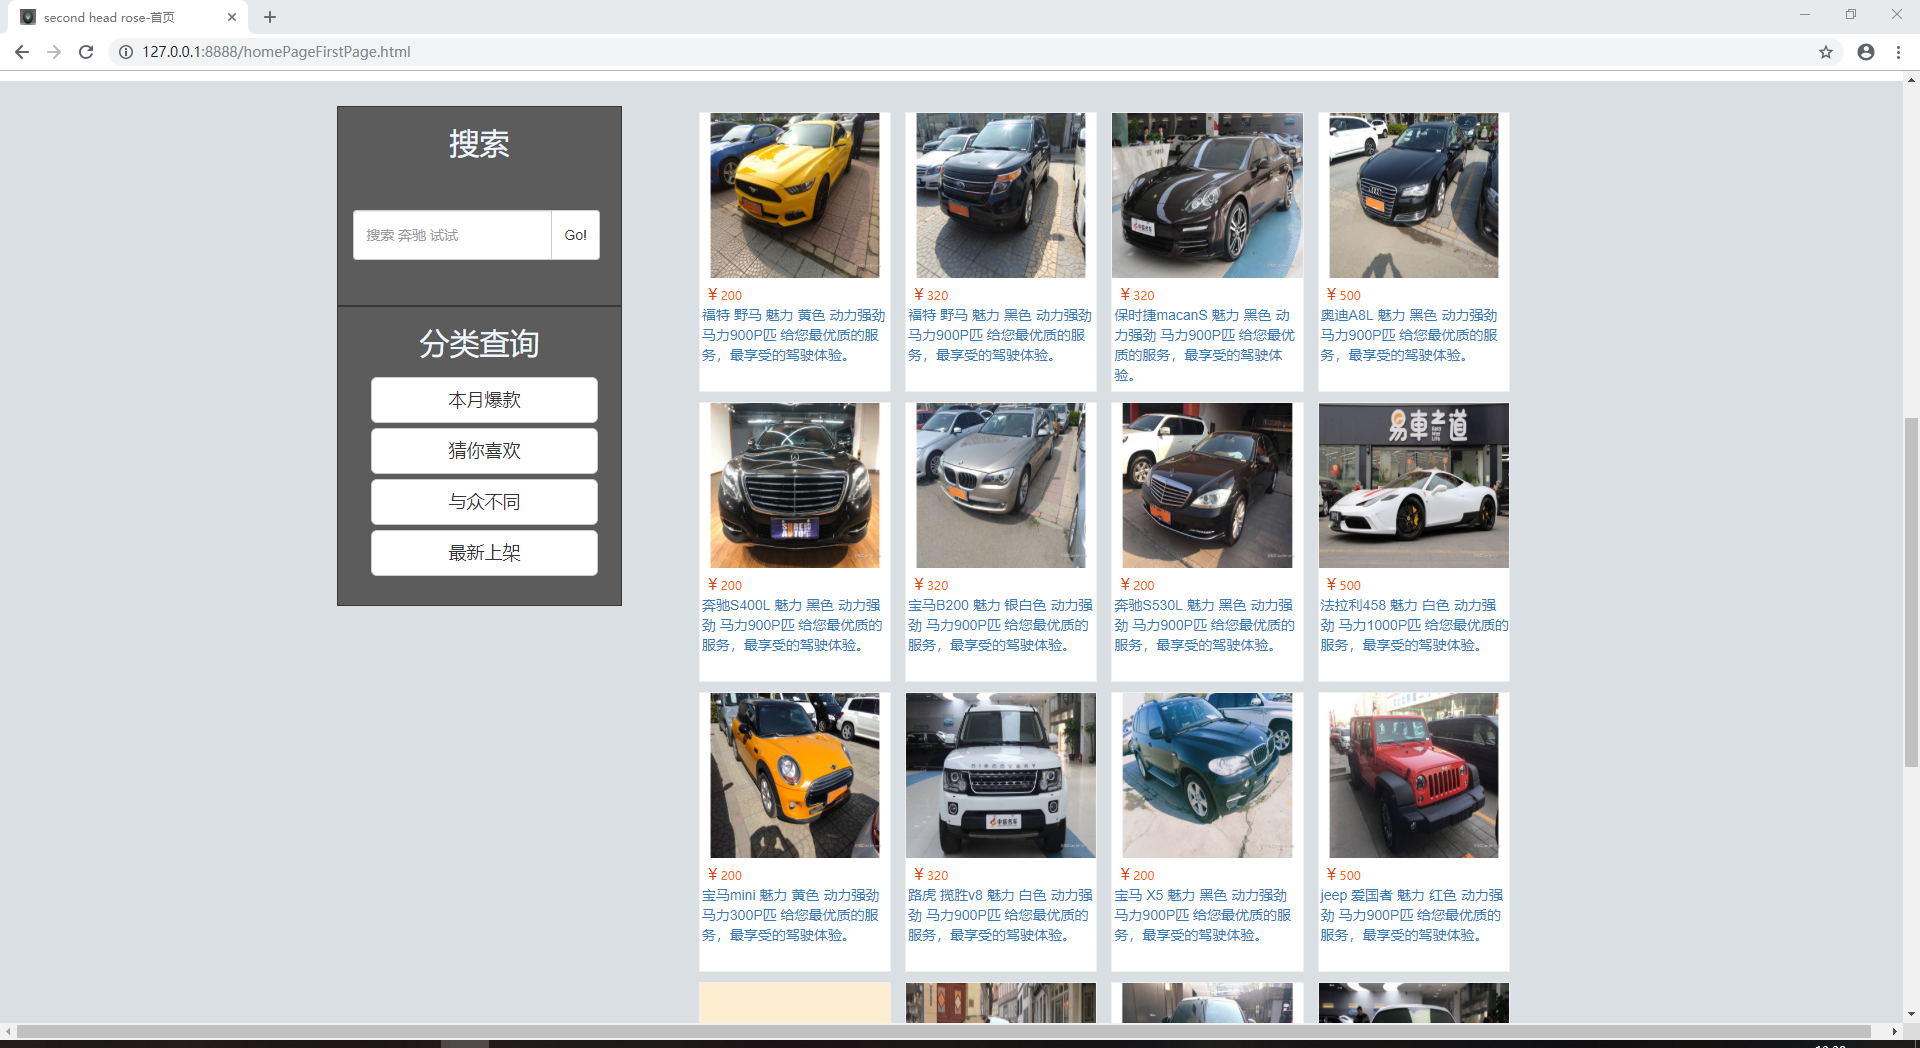 second head rose-首页
127.0.0.1:8888/homePageFirstPage.html
搜索
搜索 奔驰 试试
Go!
分类查询
本月爆款
猜你喜欢
与众不同
最新上架
￥200
福特 野马 魅力 黄色 动力强劲
马力900P匹 给您最优质的服
务，最享受的驾驶体验。
￥320
福特 野马 魅力 黑色 动力强劲
马力900P匹 给您最优质的服
务，最享受的驾驶体验。
￥320
保时捷macanS 魅力 黑色 动
力强劲 马力900P匹 给您最优
质的服务，最享受的驾驶体
验。
￥500
奥迪A8L 魅力 黑色 动力强劲
马力900P匹 给您最优质的服
务，最享受的驾驶体验。
易車之道
￥200
奔驰S400L 魅力 黑色 动力强
劲 马力900P匹 给您最优质的
服务，最享受的驾驶体验。
￥320
宝马B200 魅力 银白色 动力强
劲 马力900P匹 给您最优质的
服务，最享受的驾驶体验。
￥200
奔驰S530L 魅力 黑色 动力强
劲 马力900P匹 给您最优质的
服务，最享受的驾驶体验。
￥500
法拉利458 魅力 白色 动力强
劲 马力1000P匹 给您最优质的
服务，最享受的驾驶体验。
DISCOVERY
￥200
宝马mini 魅力 黄色 动力强劲
马力300P匹 给您最优质的服
务，最享受的驾驶体验。
￥320
路虎 揽胜v8 魅力 白色 动力强
劲 马力900P匹 给您最优质的
服务，最享受的驾驶体验。
￥200
宝马 X5 魅力 黑色 动力强劲
马力900P匹 给您最优质的服
务，最享受的驾驶体验。
￥500
jeep 爱国者 魅力 红色 动力强
劲 马力900P匹 给您最优质的
服务，最享受的驾驶体验。